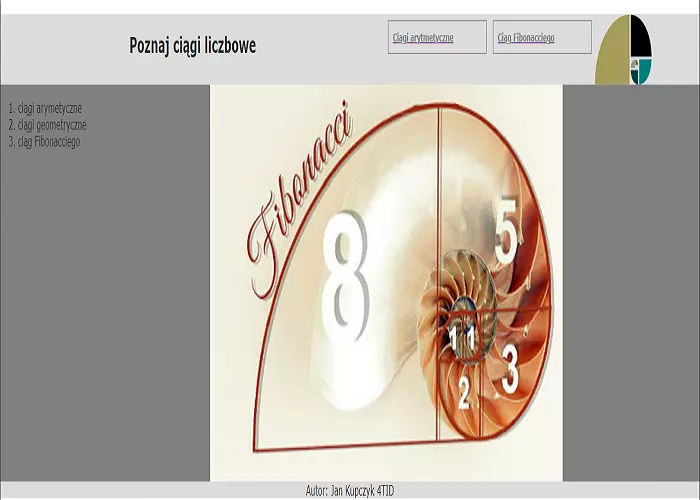 Poznaj ciągi liczbowe
Ciągi arytmetyczne
Ciąg Fibonacciego
1. ciągi arymetyczne
2. ciągi geometryczne
3. ciąg Fibonacciego
Fibonacci
8
5
1 1
2
3
Autor: Jan Kupczyk 4TID